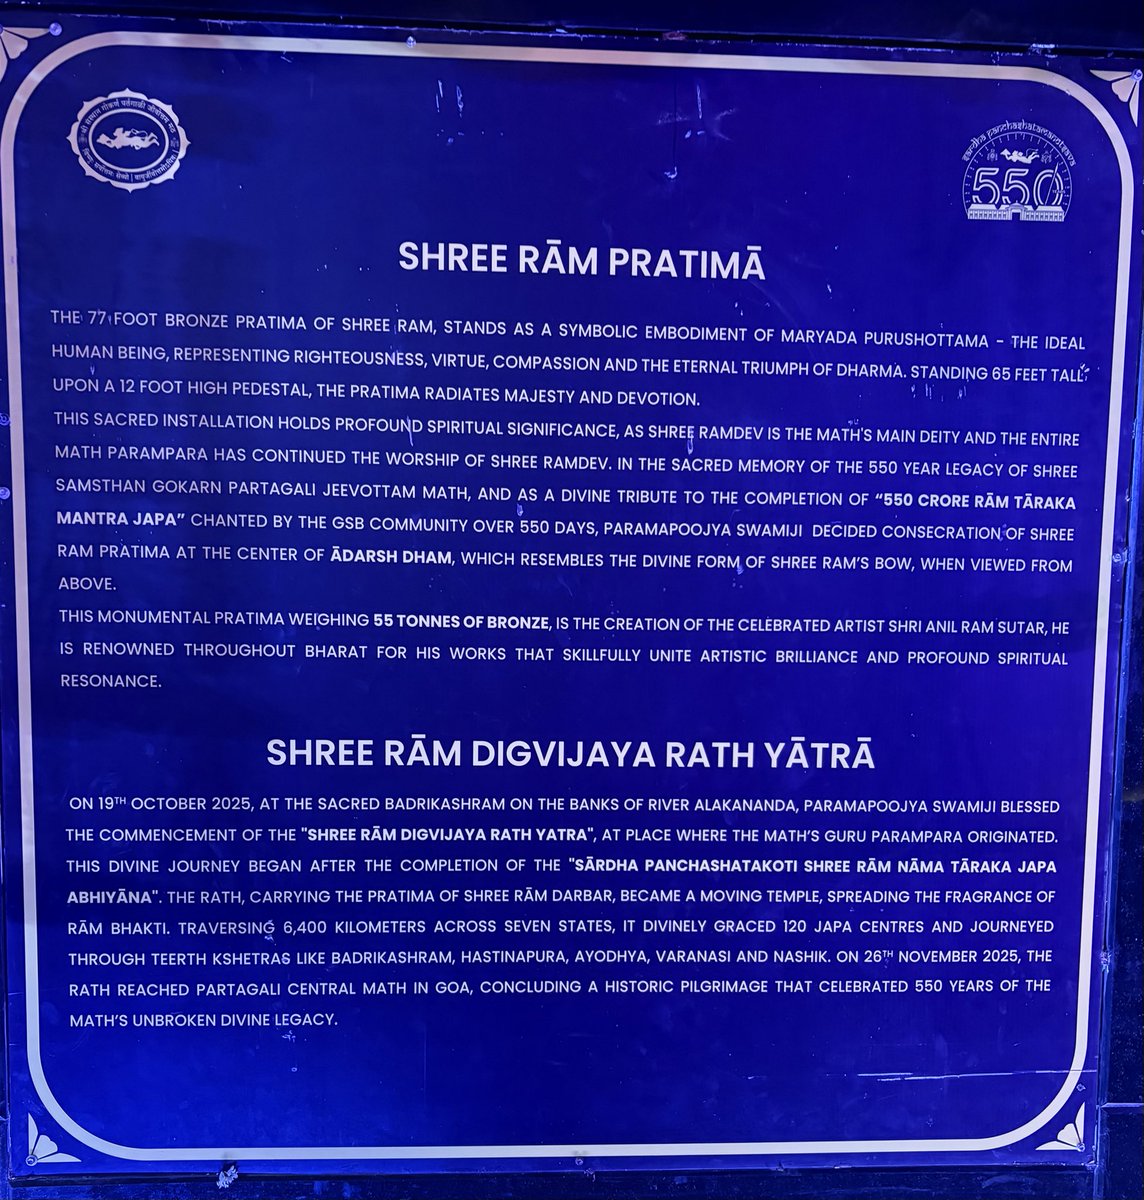 sardha panchashatamanotsava
550
SHREE RĀM PRATIMĀ
THE 77 FOOT BRONZE PRATIMA OF SHREE RAM, STANDS AS A SYMBOLIC EMBODIMENT OF MARYADA PURUSHOTTAMA - THE IDEAL
HUMAN BEING, REPRESENTING RIGHTEOUSNESS, VIRTUE, COMPASSION AND THE ETERNAL TRIUMPH OF DHARMA. STANDING 65 FEET TALL,
UPON A 12 FOOT HIGH PEDESTAL, THE PRATIMA RADIATES MAJESTY AND DEVOTION.
THIS SACRED INSTALLATION HOLDS PROFOUND SPIRITUAL SIGNIFICANCE, AS SHREE RAMDEV IS THE MATH'S MAIN DEITY AND THE ENTIRE
MATH PARAMPARA HAS CONTINUED THE WORSHIP OF SHREE RAMDEV. IN THE SACRED MEMORY OF THE 550 YEAR LEGACY OF SHREE
SAMSTHAN GOKARN PARTAGALI JEEVOTTAM MATH, AND AS A DIVINE TRIBUTE TO THE COMPLETION OF “550 CRORE RĀM TĀRAKA
MANTRA JAPA” CHANTED BY THE GSB COMMUNITY OVER 550 DAYS, PARAMAPOOJYA SWAMIJI DECIDED CONSECRATION OF SHREE
RAM PRATIMA AT THE CENTER OF ĀDARSH DHAM, WHICH RESEMBLES THE DIVINE FORM OF SHREE RAM’S BOW, WHEN VIEWED FROM
ABOVE.
THIS MONUMENTAL PRATIMA WEIGHING 55 TONNES OF BRONZE, IS THE CREATION OF THE CELEBRATED ARTIST SHRI ANIL RAM SUTAR, HE
IS RENOWNED THROUGHOUT BHARAT FOR HIS WORKS THAT SKILLFULLY UNITE ARTISTIC BRILLIANCE AND PROFOUND SPIRITUAL
RESONANCE.
SHREE RĀM DIGVIJAYA RATH YĀTRĀ
ON 19TH OCTOBER 2025, AT THE SACRED BADRIKASHRAM ON THE BANKS OF RIVER ALAKANANDA, PARAMAPOOJYA SWAMIJI BLESSED
THE COMMENCEMENT OF THE "SHREE RĀM DIGVIJAYA RATH YATRA", AT PLACE WHERE THE MATH’S GURU PARAMPARA ORIGINATED.
THIS DIVINE JOURNEY BEGAN AFTER THE COMPLETION OF THE "SĀRDHA PANCHASHATAKOTI SHREE RĀM NĀMA TĀRAKA JAPA
ABHIYĀNA". THE RATH, CARRYING THE PRATIMA OF SHREE RĀM DARBAR, BECAME A MOVING TEMPLE, SPREADING THE FRAGRANCE OF
RĀM BHAKTI. TRAVERSING 6,400 KILOMETERS ACROSS SEVEN STATES, IT DIVINELY GRACED 120 JAPA CENTRES AND JOURNEYED
THROUGH TEERTH KSHETRAS LIKE BADRIKASHRAM, HASTINAPURA, AYODHYA, VARANASI AND NASHIK. ON 26TH NOVEMBER 2025, THE
RATH REACHED PARTAGALI CENTRAL MATH IN GOA, CONCLUDING A HISTORIC PILGRIMAGE THAT CELEBRATED 550 YEARS OF THE
MATH’S UNBROKEN DIVINE LEGACY.